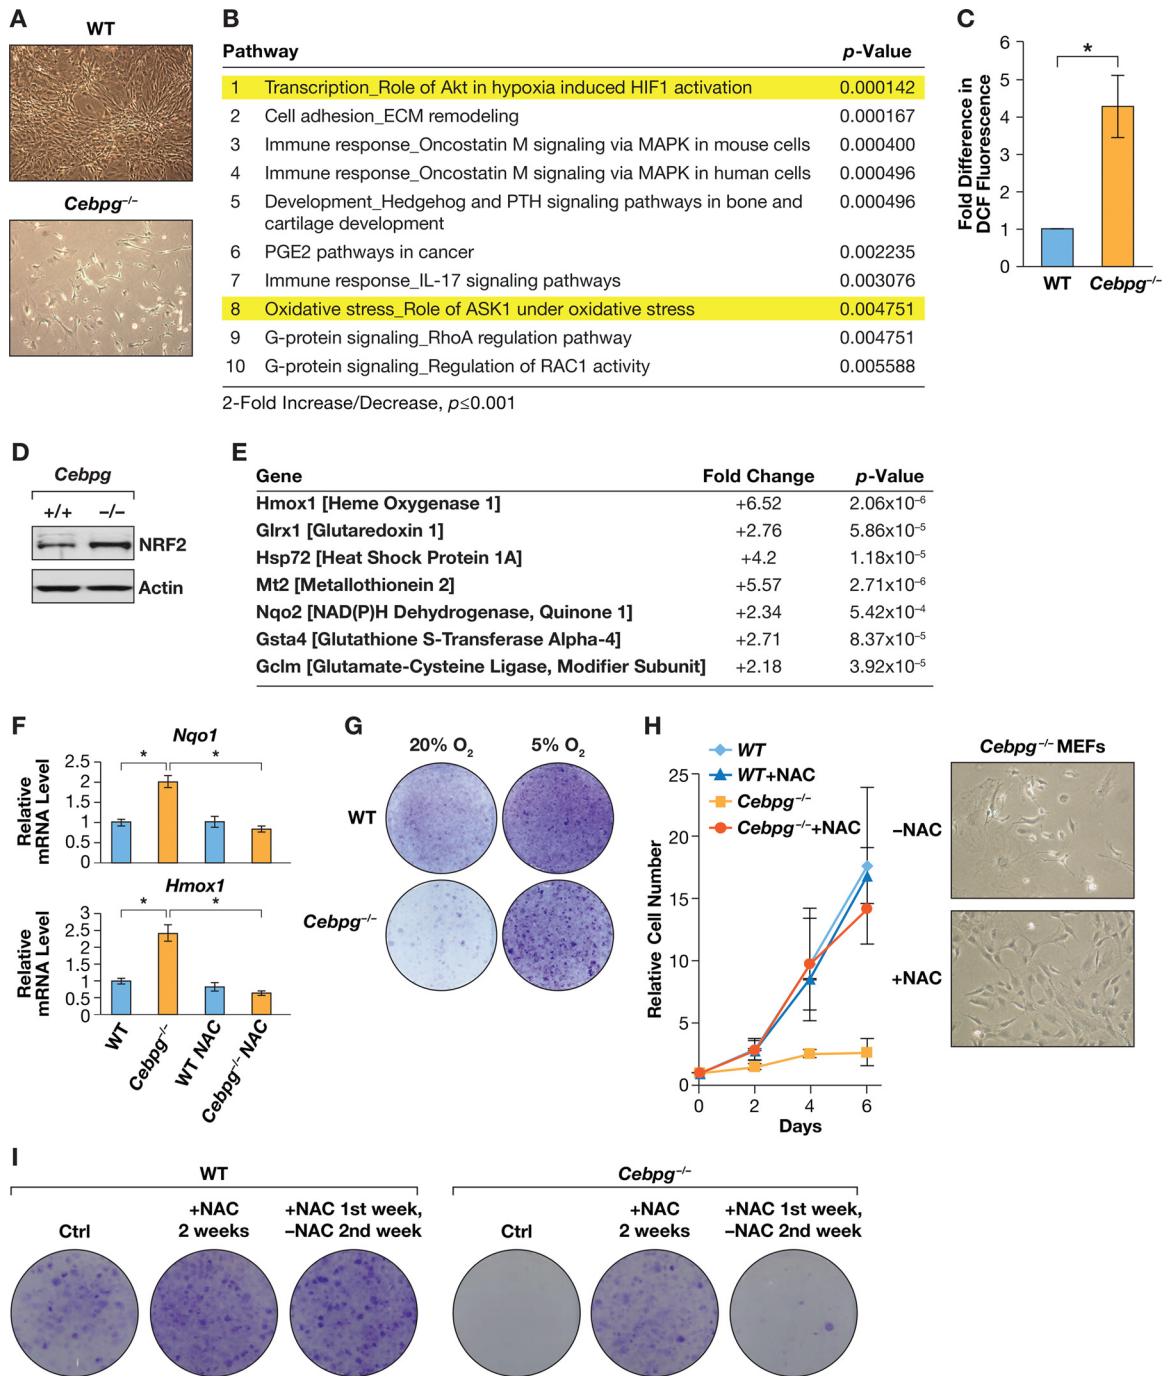 A
WT
Cebpg–/–
B
Pathway p-Value
1 Transcription_Role of Akt in hypoxia induced HIF1 activation 0.000142
2 Cell adhesion_ECM remodeling 0.000167
3 Immune response_Oncostatin M signaling via MAPK in mouse cells 0.000400
4 Immune response_Oncostatin M signaling via MAPK in human cells 0.000496
5 Development_Hedgehog and PTH signaling pathways in bone and 0.000496
cartilage development
6 PGE2 pathways in cancer 0.002235
7 Immune response_IL-17 signaling pathways 0.003076
8 Oxidative stress_Role of ASK1 under oxidative stress 0.004751
9 G-protein signaling_RhoA regulation pathway 0.004751
10 G-protein signaling_Regulation of RAC1 activity 0.005588
2-Fold Increase/Decrease, p≤0.001
C
Fold Difference in
DCF Fluorescence
6
5
4
3
2
1
0
*
WT Cebpg–/–
D
Cebpg
+/+ –/–
NRF2
Actin
E
Gene Fold Change p-Value
Hmox1 [Heme Oxygenase 1] +6.52 2.06x10–6
Glrx1 [Glutaredoxin 1] +2.76 5.86x10–5
Hsp72 [Heat Shock Protein 1A] +4.2 1.18x10–5
Mt2 [Metallothionein 2] +5.57 2.71x10–6
Nqo2 [NAD(P)H Dehydrogenase, Quinone 1] +2.34 5.42x10–4
Gsta4 [Glutathione S-Transferase Alpha-4] +2.71 8.37x10–5
Gclm [Glutamate-Cysteine Ligase, Modifier Subunit] +2.18 3.92x10–5
F
Nqo1
Relative
mRNA Level
2.5
2
1.5
1
0.5
0
* *
Hmox1
Relative
mRNA Level
3
2.5
2
1.5
1
0.5
0
* *
WT
Cebpg–/–
WT NAC
Cebpg–/– NAC
G
20% O2 5% O2
WT
Cebpg–/–
H
WT
WT+NAC
Cebpg–/–
Cebpg–/–+NAC
Relative Cell Number
25
20
15
10
5
0
0 2 4 6
Days
Cebpg–/– MEFs
–NAC
+NAC
I
WT
Ctrl
+NAC
2 weeks
+NAC 1st week,
–NAC 2nd week
Cebpg–/–
Ctrl
+NAC
2 weeks
+NAC 1st week,
–NAC 2nd week